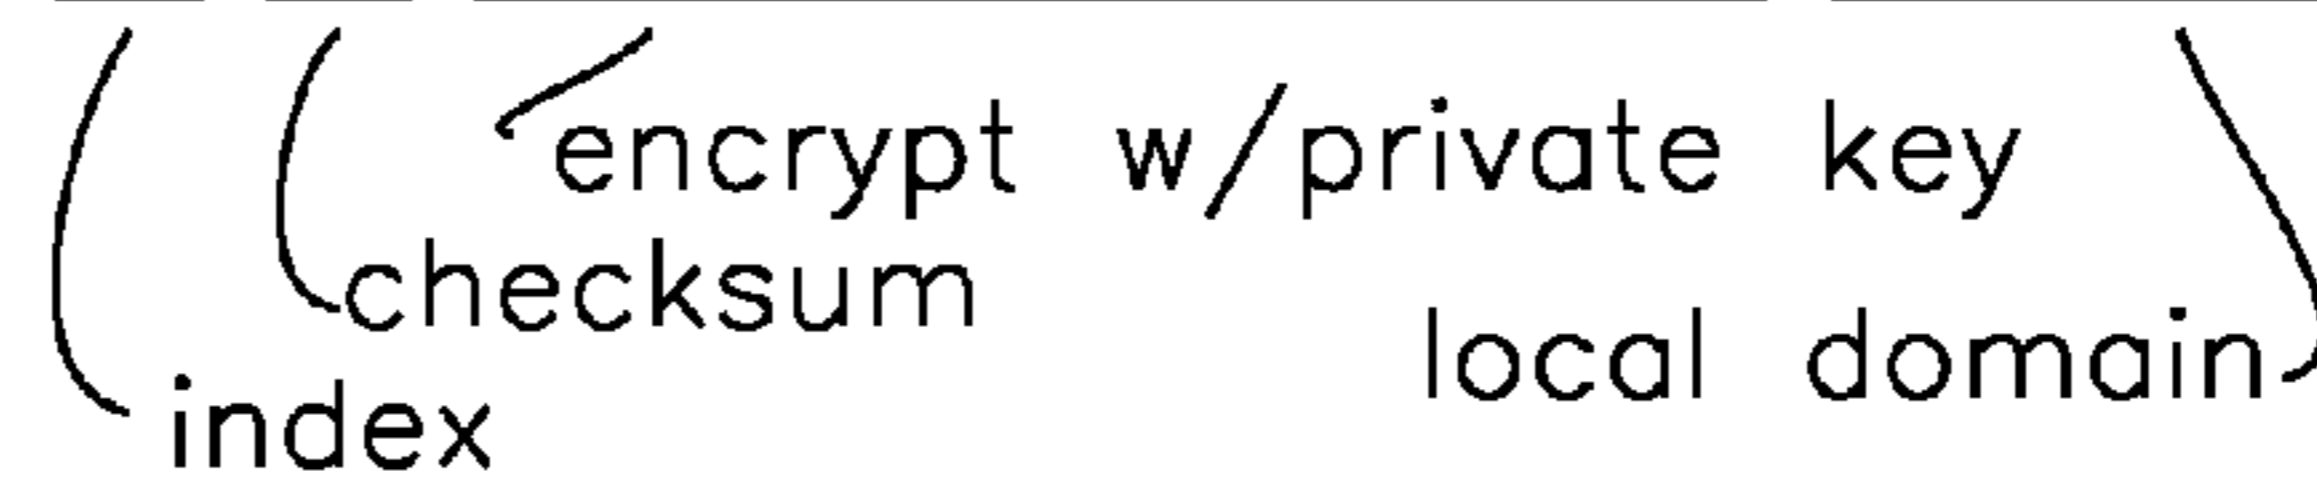 encrypt w/private key
checksum
local domain
index